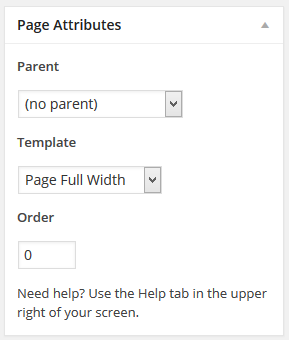 Page Attributes
Parent
(no parent)
Template
Page Full Width
Order
0
Need help? Use the Help tab in the upper
right of your screen.